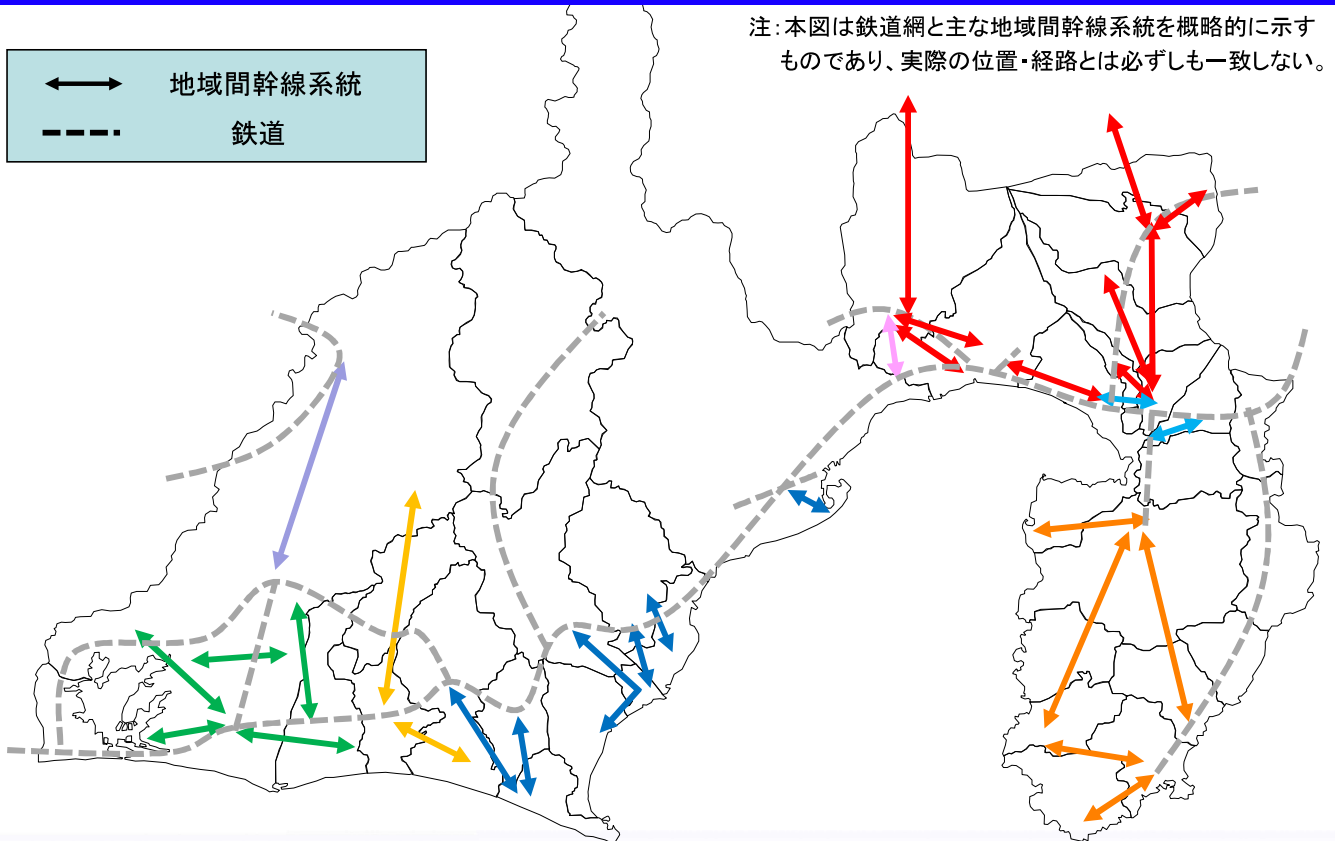 注:本図は鉄道網と主な地域間幹線系統を概略的に示す
ものであり、実際の位置・経路とは必ずしも一致しない。
地域間幹線系統
鉄道